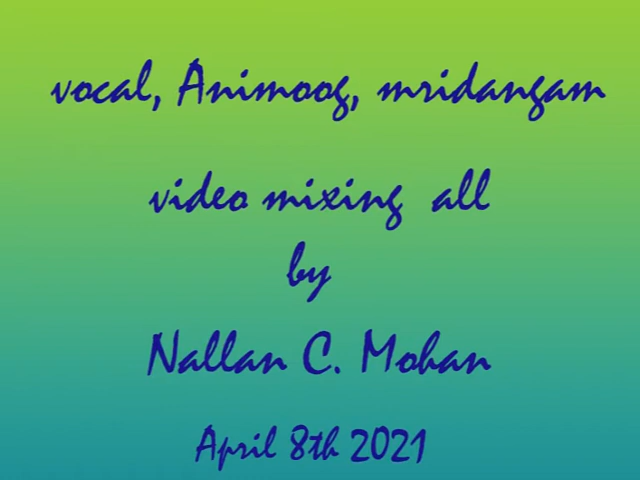 vocal, Animoog, mridangam
video mixing all
by
Nallan C. Mohan
April 8th 2021